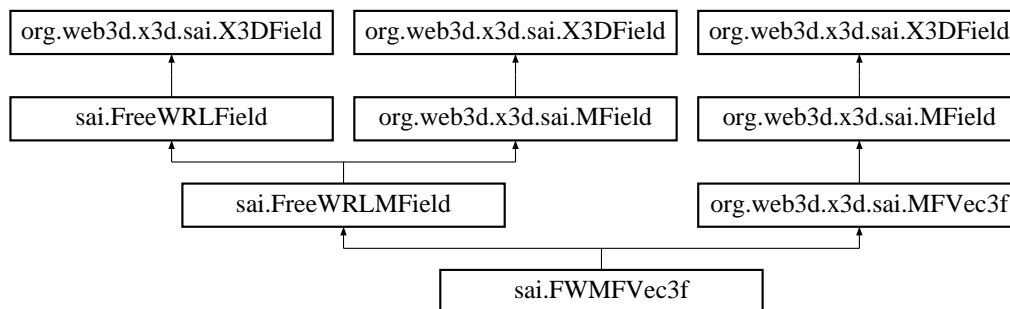 org.web3d.x3d.sai.X3DField
org.web3d.x3d.sai.X3DField
org.web3d.x3d.sai.X3DField
sai.FreeWRLField
org.web3d.x3d.sai.MField
org.web3d.x3d.sai.MField
sai.FreeWRLMField
org.web3d.x3d.sai.MFVec3f
sai.FWMFVec3f